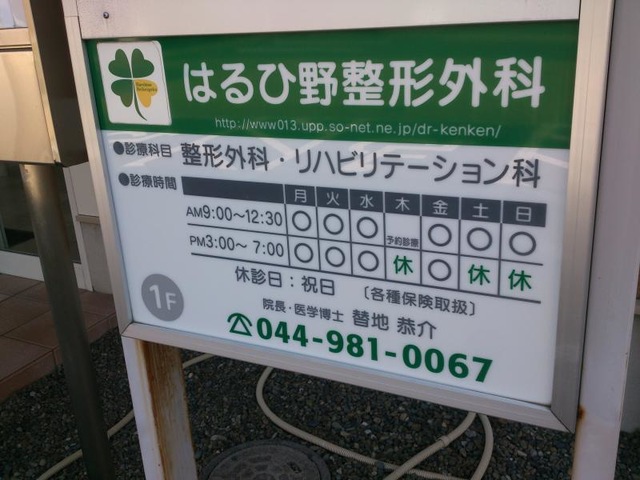 はるひ野整形外科
http://www013.upp.so-net.ne.jp/dr-kenken/
●診療科目 整形外科・リハビリテーション科
●診療時間
月 火 水 木 金 土 日
AM9:00〜12:30 ○ ○ ○ 予約診療 ○ ○ ○
PM3:00〜 7:00 ○ ○ ○ 休 ○ 休 休
休診日：祝日 〔各種保険取扱〕
1F
院長・医学博士 替地 恭介
☎044-981-0067